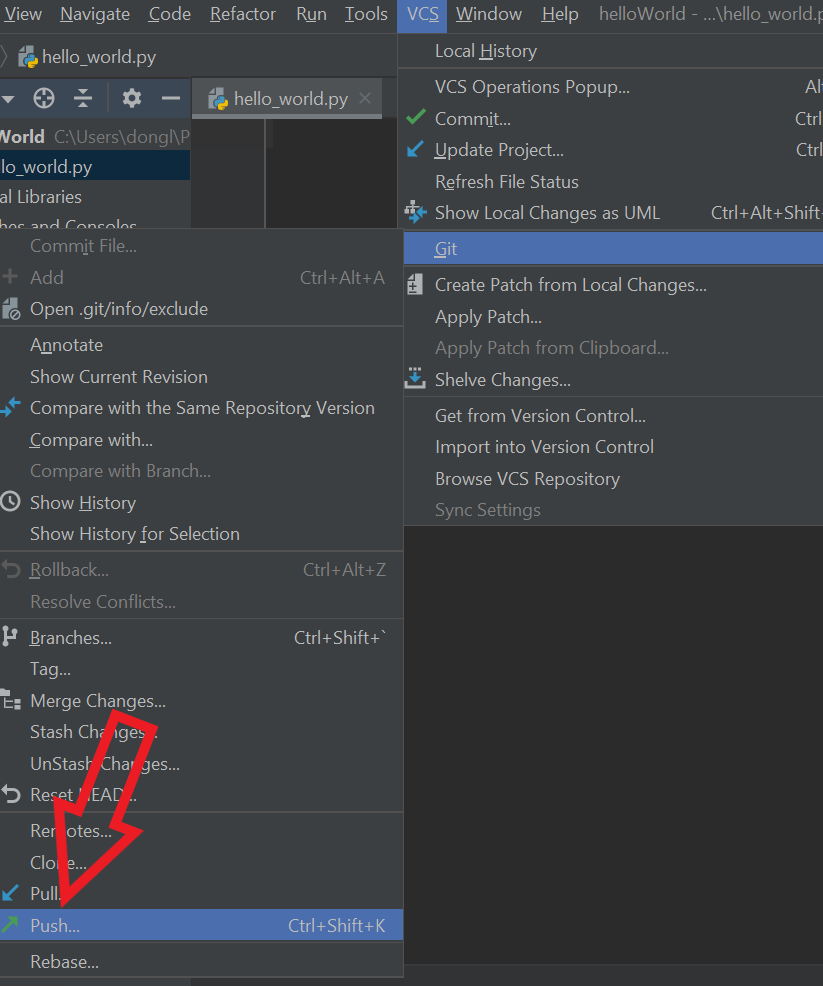 View Navigate Code Refactor Run Tools VCS Window Help helloWorld - ...\hello_world.p
hello_world.py
hello_world.py
World C:\Users\dongl\P
llo_world.py
al Libraries
hes and Consoles
Local History
VCS Operations Popup... Al
Commit... Ctrl
Update Project... Ctrl
Refresh File Status
Show Local Changes as UML Ctrl+Alt+Shift
Git
Create Patch from Local Changes...
Apply Patch...
Apply Patch from Clipboard...
Shelve Changes...
Get from Version Control...
Import into Version Control
Browse VCS Repository
Sync Settings
Commit File...
Add Ctrl+Alt+A
Open .git/info/exclude
Annotate
Show Current Revision
Compare with the Same Repository Version
Compare with...
Compare with Branch...
Show History
Show History for Selection
Rollback... Ctrl+Alt+Z
Resolve Conflicts...
Branches... Ctrl+Shift+`
Tag...
Merge Changes...
Stash Changes...
UnStash Changes...
Reset HEAD...
Remotes...
Clone...
Pull...
Push... Ctrl+Shift+K
Rebase...